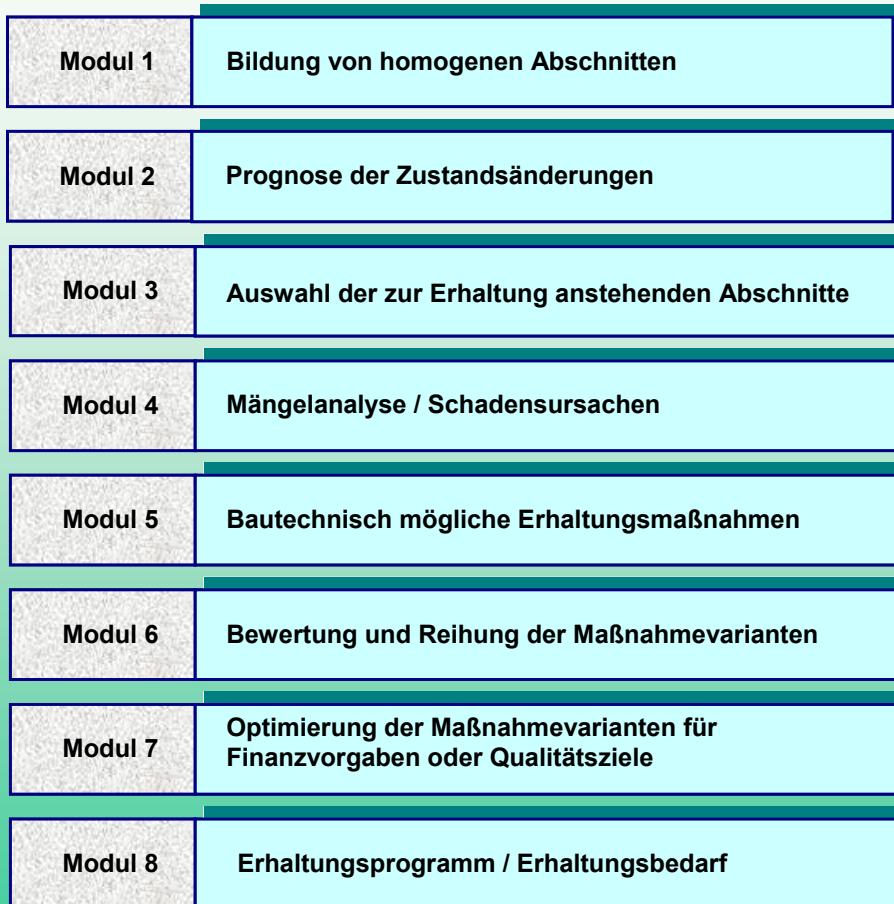 Modul 1 Bildung von homogenen Abschnitten
Modul 2 Prognose der Zustandsänderungen
Modul 3 Auswahl der zur Erhaltung anstehenden Abschnitte
Modul 4 Mängelanalyse / Schadensursachen
Modul 5 Bautechnisch mögliche Erhaltungsmaßnahmen
Modul 6 Bewertung und Reihung der Maßnahmevarianten
Modul 7 Optimierung der Maßnahmevarianten für
Finanzvorgaben oder Qualitätsziele
Modul 8 Erhaltungsprogramm / Erhaltungsbedarf